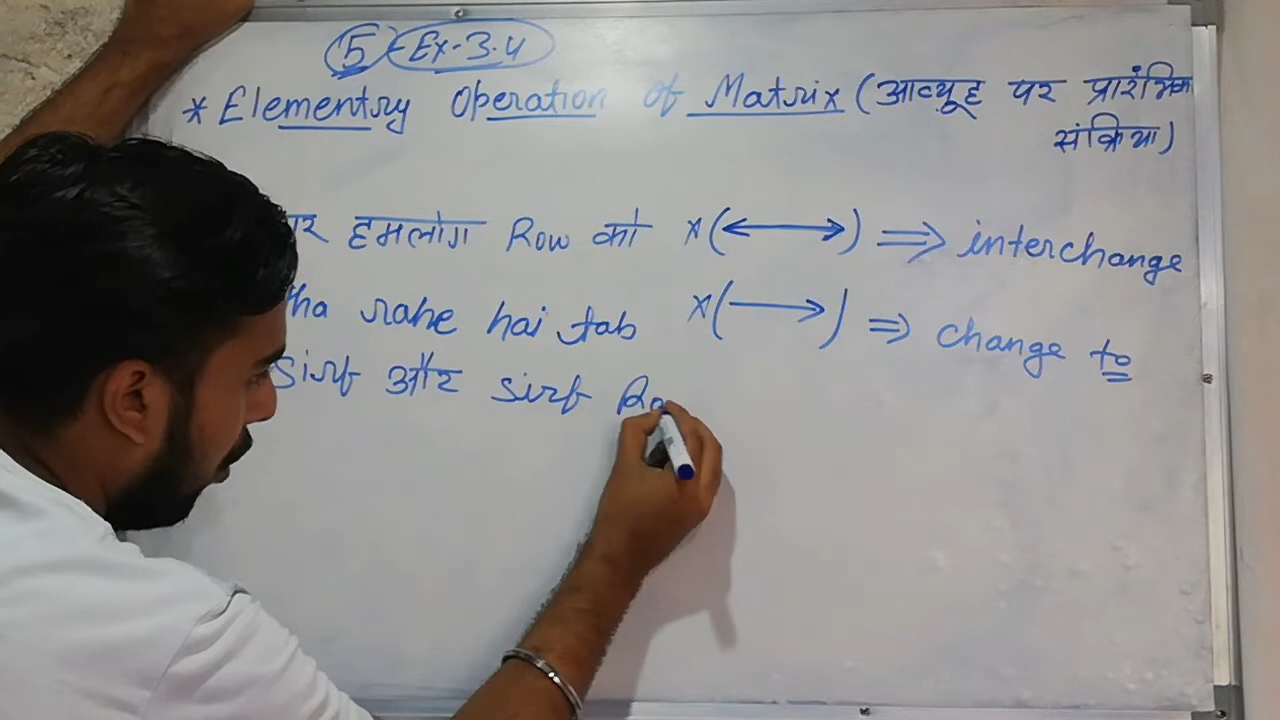 5 Ex-3.4
* Elementry Operation of Matrix (आव्यूह पर प्रारंभिक
संक्रिया)
हमलोग Row को *(⟷) ⇒ interchange
rahe hai tab *(⟶) ⇒ change to
sirf और sirf Ro